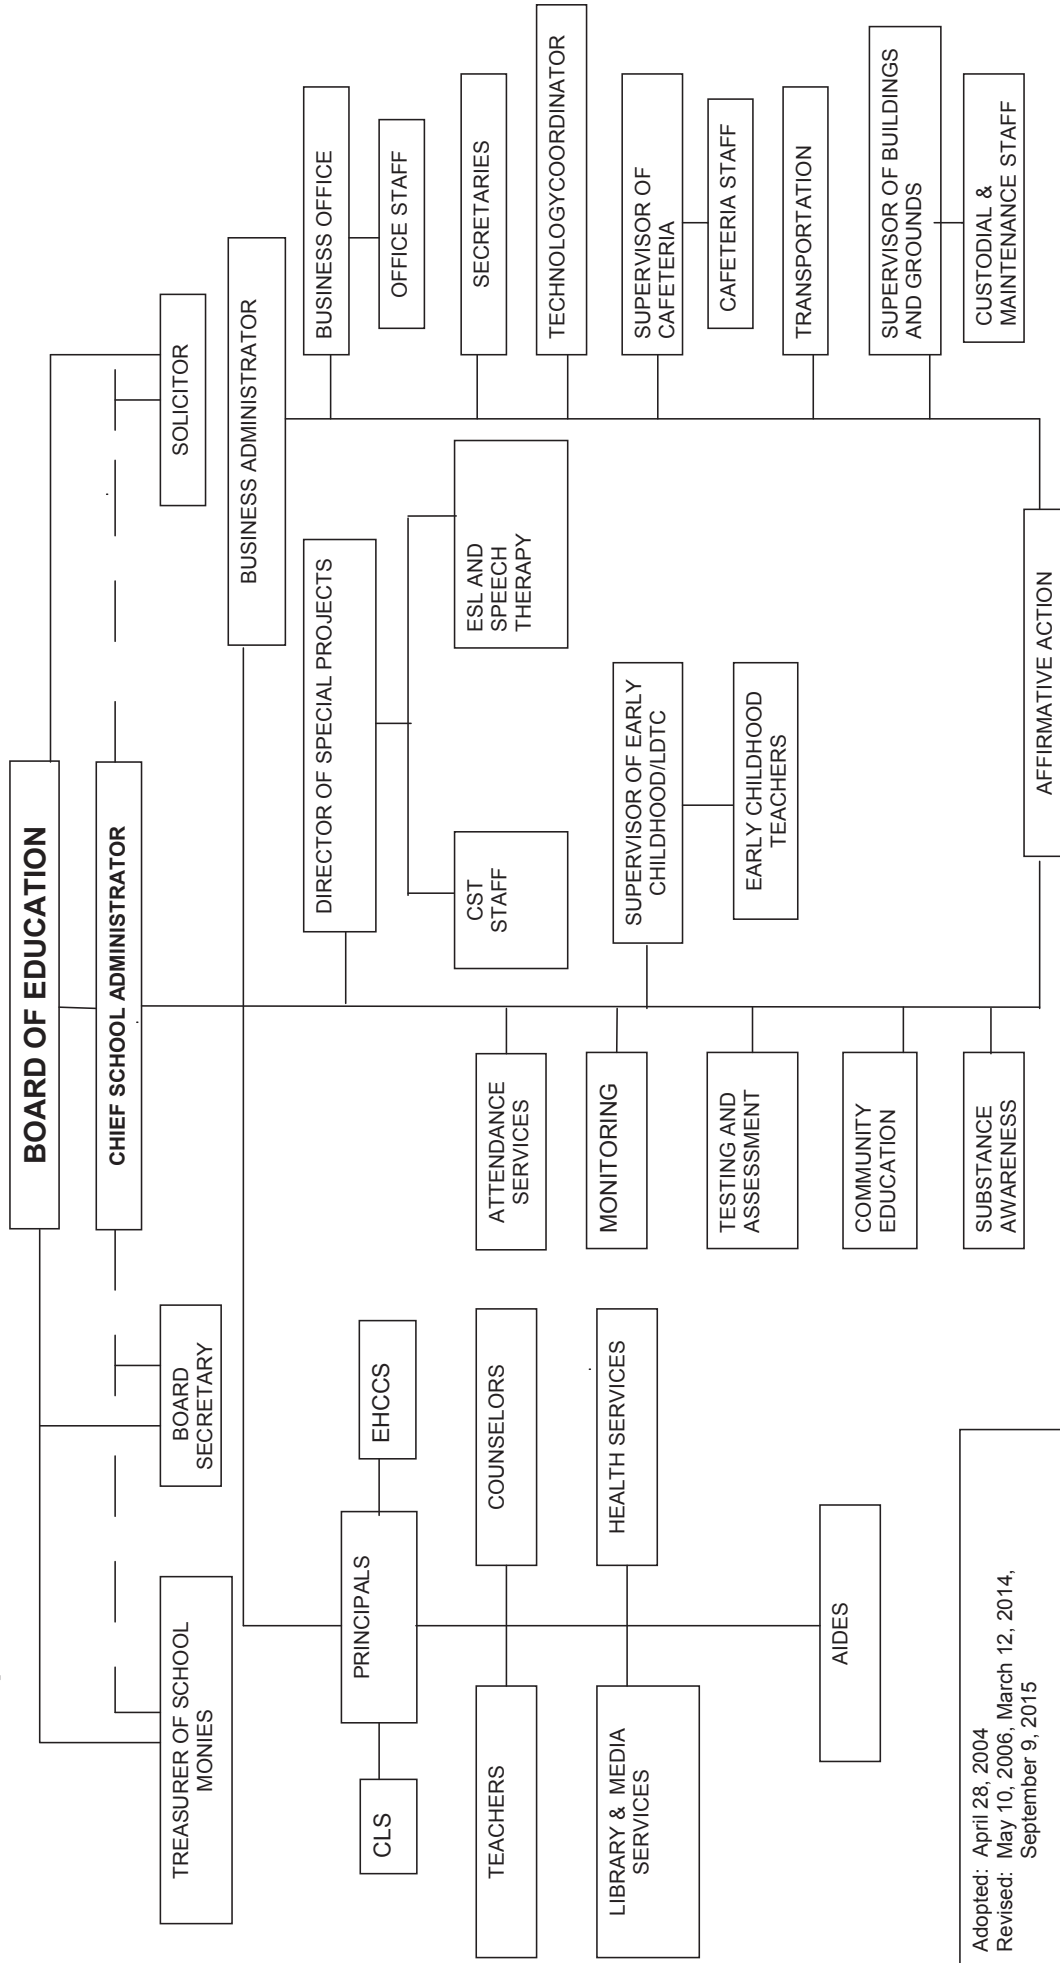 BOARD OF EDUCATION
CHIEF SCHOOL ADMINISTRATOR
TREASURER OF SCHOOL
MONIES
BOARD
SECRETARY
SOLICITOR
BUSINESS ADMINISTRATOR
PRINCIPALS
CLS
EHCCS
TEACHERS
COUNSELORS
LIBRARY & MEDIA
SERVICES
HEALTH SERVICES
AIDES
ATTENDANCE
SERVICES
MONITORING
TESTING AND
ASSESSMENT
COMMUNITY
EDUCATION
SUBSTANCE
AWARENESS
DIRECTOR OF SPECIAL PROJECTS
CST
STAFF
ESL AND
SPEECH
THERAPY
SUPERVISOR OF EARLY
CHILDHOOD/LDTC
EARLY CHILDHOOD
TEACHERS
BUSINESS OFFICE
OFFICE STAFF
SECRETARIES
TECHNOLOGYCOORDINATOR
SUPERVISOR OF
CAFETERIA
CAFETERIA STAFF
TRANSPORTATION
SUPERVISOR OF BUILDINGS
AND GROUNDS
CUSTODIAL &
MAINTENANCE STAFF
AFFIRMATIVE ACTION
Adopted: April 28, 2004
Revised: May 10, 2006, March 12, 2014,
September 9, 2015